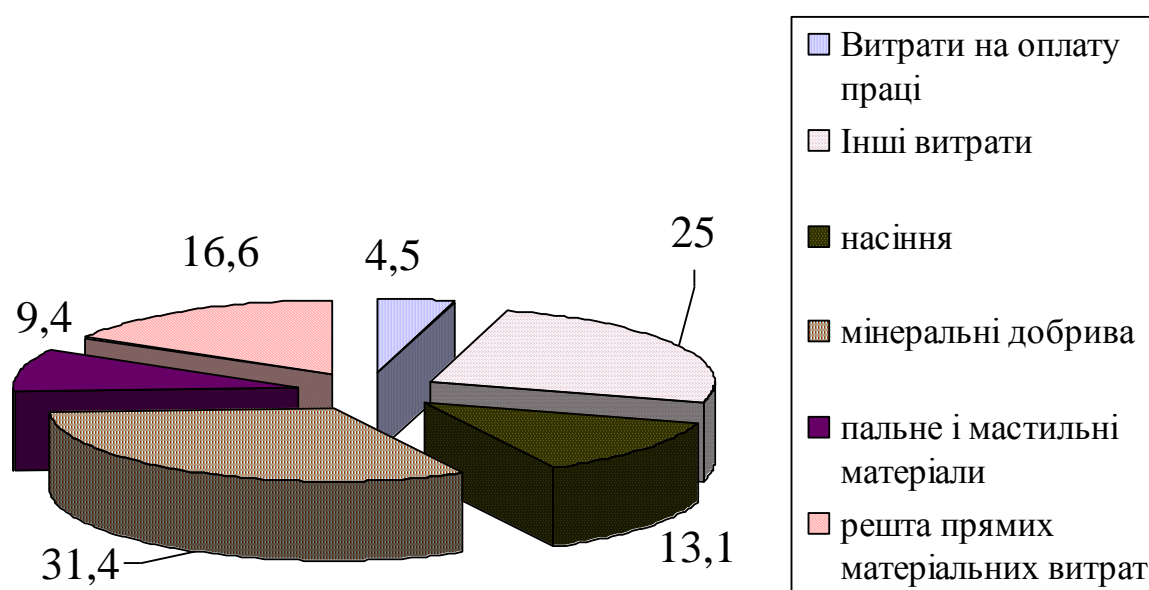 16,6
4,5
25
9,4
31,4
13,1
Витрати на оплату
праці
Інші витрати
насіння
мінеральні добрива
пальне і мастильні
матеріали
решта прямих
матеріальних витрат